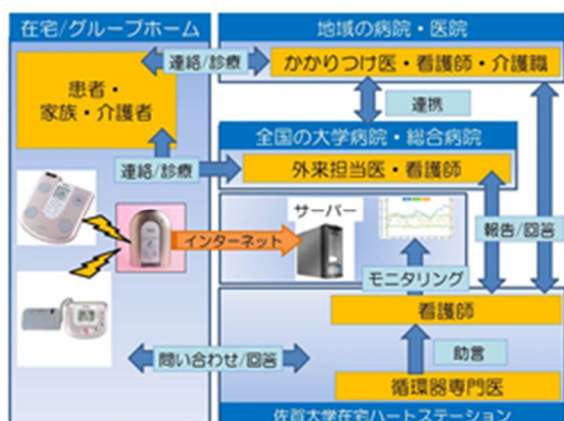 在宅/グループホーム
患者・
家族・介護者
連絡/診療
連絡/診療
地域の病院・医院
かかりつけ医・看護師・介護職
連携
全国の大学病院・総合病院
外来担当医・看護師
サーバー
インターネット
モニタリング
報告/回答
看護師
助言
循環器専門医
問い合わせ/回答
佐賀大学在宅ハートステーション